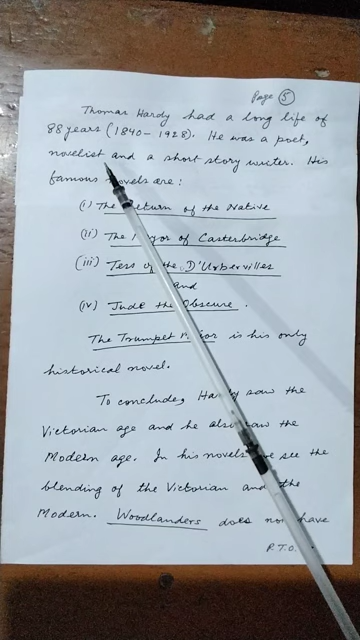 Page 5
Thomas Hardy had a long life of
88 years (1840 - 1928). He was a poet,
novelist and a short story writer. His
famous novels are:
(i) The Return of the Native
(ii) The Mayor of Casterbridge
(iii) Tess of the D'Urbervilles
and
(iv) Jude the Obscure.
The Trumpet Major is his only
historical novel.
To conclude, Hardy saw the
Victorian age and he also saw the
Modern age. In his novels we see the
blending of the Victorian and the
Modern. Woodlanders does not have
P.T.O.